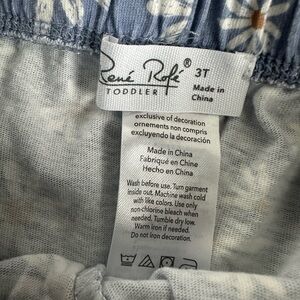 René Rofé ® 3T
TODDLER
Made in
China
exclusive of decoration
ornements non compris
excluyendo la decoración
Made in China
Fabriqué en Chine
Hecho en China
Wash before use. Turn garment
inside out. Machine wash cold
with like colors. Use only
non-chlorine bleach when
needed. Tumble dry low.
Warm iron if needed.
Do not iron decoration.